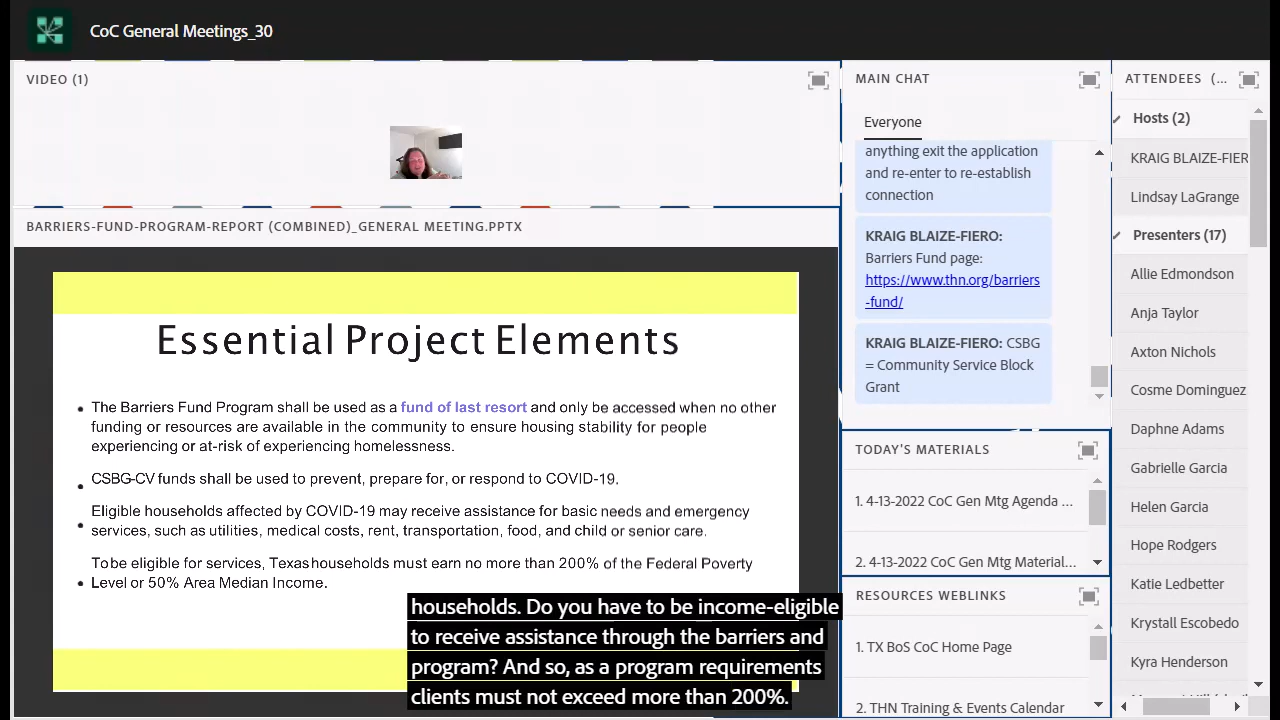 CoC General Meetings_30
VIDEO (1)
BARRIERS-FUND-PROGRAM-REPORT (COMBINED)_GENERAL MEETING.PPTX
Essential Project Elements
• The Barriers Fund Program shall be used as a fund of last resort and only be accessed when no other
funding or resources are available in the community to ensure housing stability for people
experiencing or at-risk of experiencing homelessness.
• CSBG-CV funds shall be used to prevent, prepare for, or respond to COVID-19.
• Eligible households affected by COVID-19 may receive assistance for basic needs and emergency
services, such as utilities, medical costs, rent, transportation, food, and child or senior care.
To be eligible for services, Texas households must earn no more than 200% of the Federal Poverty
• Level or 50% Area Median Income.
households. Do you have to be income-eligible
to receive assistance through the barriers and
program? And so, as a program requirements
clients must not exceed more than 200%.
MAIN CHAT
Everyone
anything exit the application
and re-enter to re-establish
connection
KRAIG BLAIZE-FIERO:
Barriers Fund page:
https://www.thn.org/barriers
-fund/
KRAIG BLAIZE-FIERO: CSBG
= Community Service Block
Grant
TODAY'S MATERIALS
1. 4-13-2022 CoC Gen Mtg Agenda ...
2. 4-13-2022 CoC Gen Mtg Material...
RESOURCES WEBLINKS
1. TX BoS CoC Home Page
2. THN Training & Events Calendar
ATTENDEES (...
Hosts (2)
KRAIG BLAIZE-FIER
Lindsay LaGrange
Presenters (17)
Allie Edmondson
Anja Taylor
Axton Nichols
Cosme Dominguez
Daphne Adams
Gabrielle Garcia
Helen Garcia
Hope Rodgers
Katie Ledbetter
Krystall Escobedo
Kyra Henderson